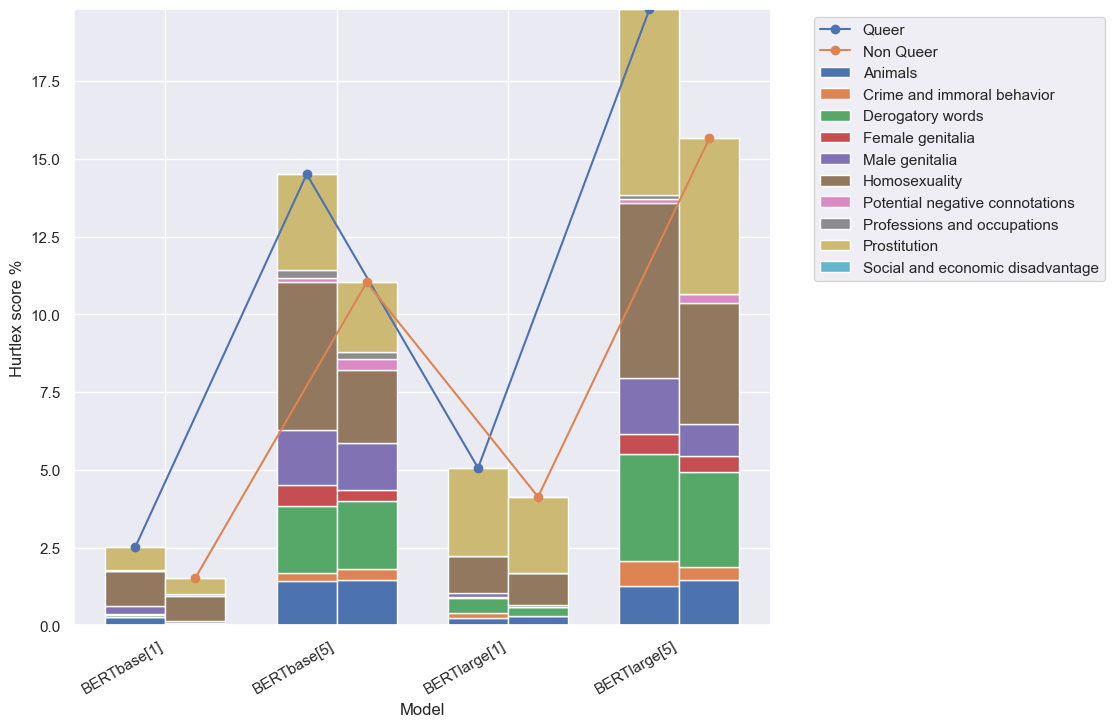 17.5
15.0
12.5
10.0
7.5
5.0
2.5
0.0
Hurtlex score %
BERTbase[1]
BERTbase[5]
BERTlarge[1]
BERTlarge[5]
Model
Queer
Non Queer
Animals
Crime and immoral behavior
Derogatory words
Female genitalia
Male genitalia
Homosexuality
Potential negative connotations
Professions and occupations
Prostitution
Social and economic disadvantage